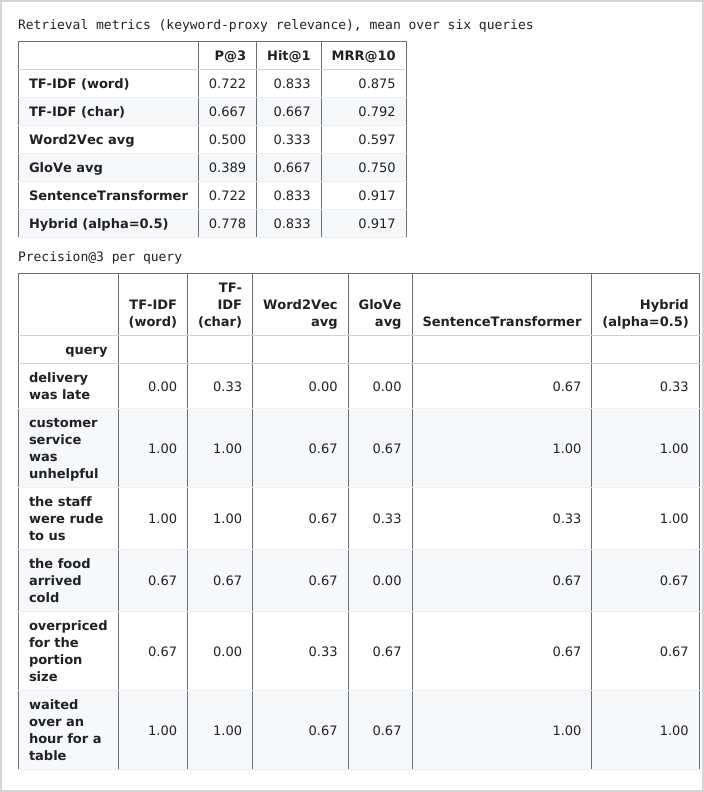 Retrieval metrics (keyword-proxy relevance), mean over six queries
P@3 Hit@1 MRR@10
TF-IDF (word) 0.722 0.833 0.875
TF-IDF (char) 0.667 0.667 0.792
Word2Vec avg 0.500 0.333 0.597
GloVe avg 0.389 0.667 0.750
SentenceTransformer 0.722 0.833 0.917
Hybrid (alpha=0.5) 0.778 0.833 0.917
Precision@3 per query
TF-IDF (word) TF-IDF (char) Word2Vec avg GloVe avg SentenceTransformer Hybrid (alpha=0.5)
query
delivery was late 0.00 0.33 0.00 0.00 0.67 0.33
customer service was unhelpful 1.00 1.00 0.67 0.67 1.00 1.00
the staff were rude to us 1.00 1.00 0.67 0.33 0.33 1.00
the food arrived cold 0.67 0.67 0.67 0.00 0.67 0.67
overpriced for the portion size 0.67 0.00 0.33 0.67 0.67 0.67
waited over an hour for a table 1.00 1.00 0.67 0.67 1.00 1.00